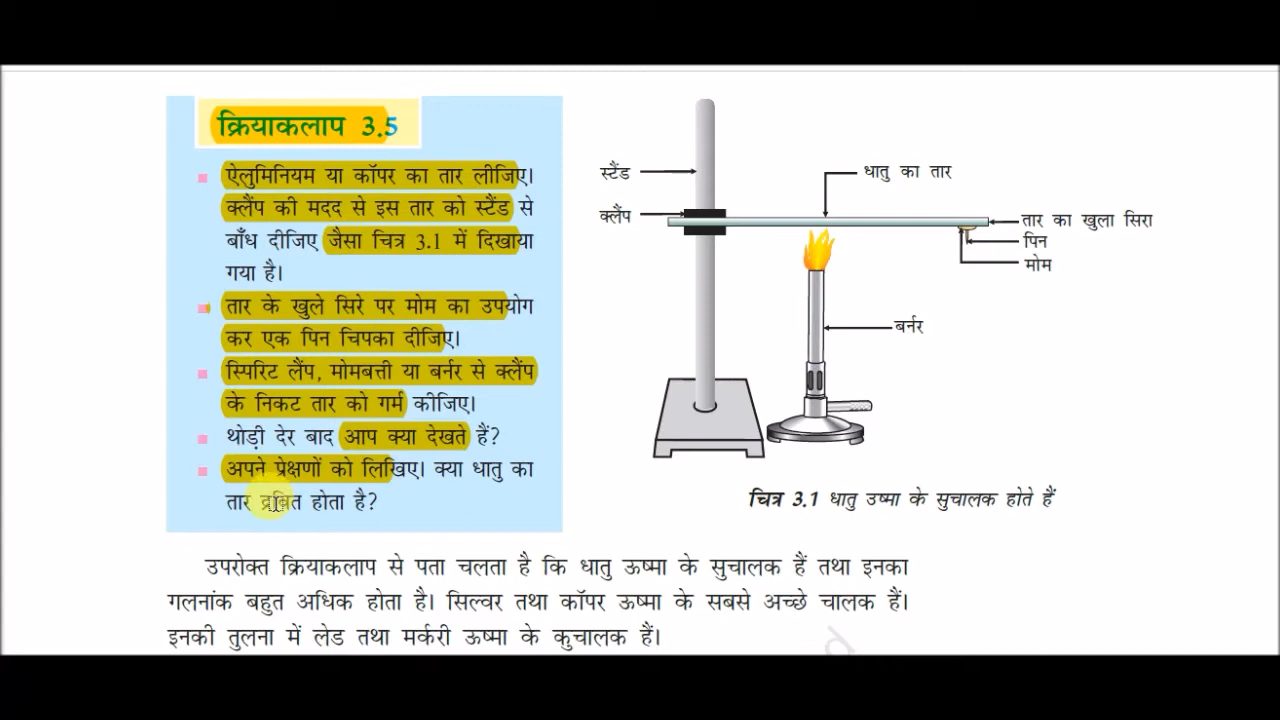 क्रियाकलाप 3.5
ऐलुमिनियम या कॉपर का तार लीजिए।
क्लैंप की मदद से इस तार को स्टैंड से
बाँध दीजिए जैसा चित्र 3.1 में दिखाया
गया है।
तार के खुले सिरे पर मोम का उपयोग
कर एक पिन चिपका दीजिए।
स्पिरिट लैंप, मोमबत्ती या बर्नर से क्लैंप
के निकट तार को गर्म कीजिए।
थोड़ी देर बाद आप क्या देखते हैं?
अपने प्रेक्षणों को लिखिए। क्या धातु का
तार द्रवित होता है?
स्टैंड
धातु का तार
क्लैंप
तार का खुला सिरा
पिन
मोम
बर्नर
चित्र 3.1 धातु उष्मा के सुचालक होते हैं
उपरोक्त क्रियाकलाप से पता चलता है कि धातु ऊष्मा के सुचालक हैं तथा इनका
गलनांक बहुत अधिक होता है। सिल्वर तथा कॉपर ऊष्मा के सबसे अच्छे चालक हैं।
इनकी तुलना में लेड तथा मर्करी ऊष्मा के कुचालक हैं।
d